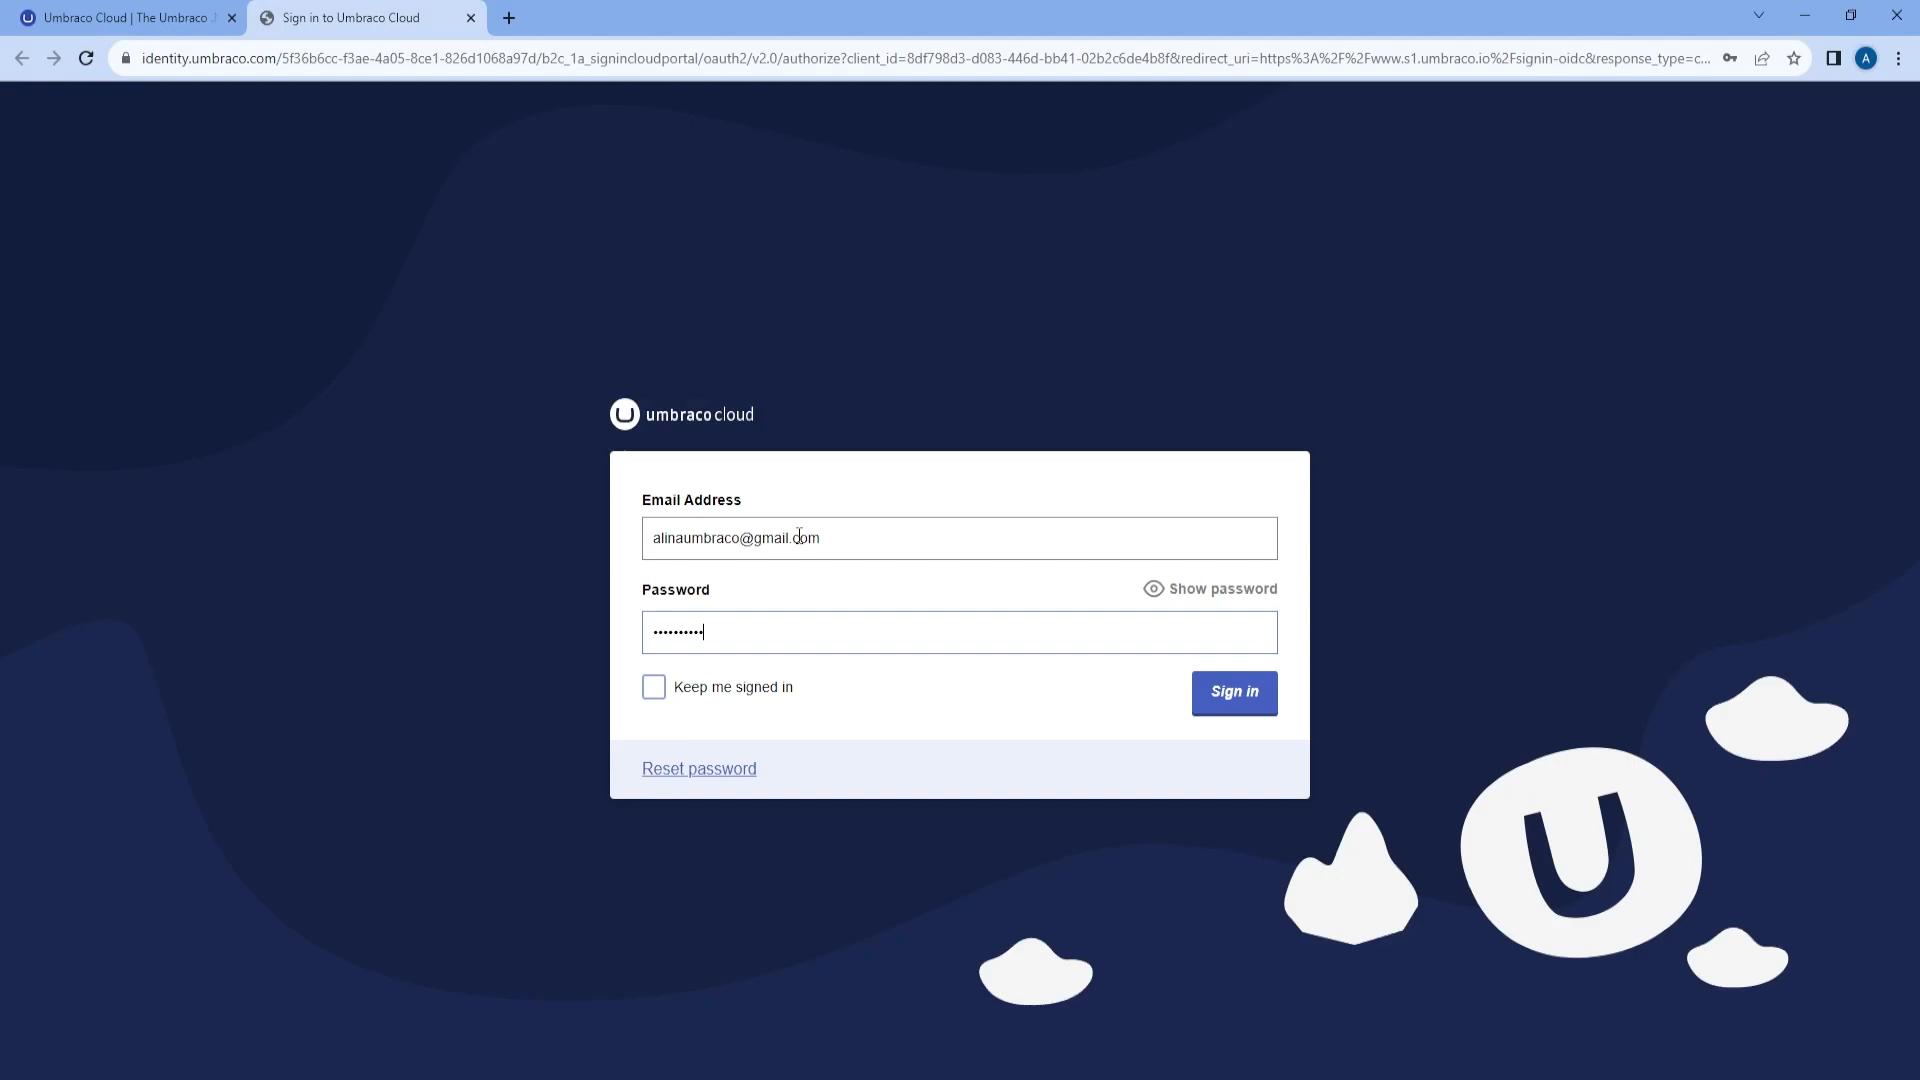 Umbraco Cloud | The Umbraco
Sign in to Umbraco Cloud
identity.umbraco.com/5f36b6cc-f3ae-4a05-8ce1-826d1068a97d/b2c_1a_signincloudportal/oauth2/v2.0/authorize?client_id=8df798d3-d083-446d-bb41-02b2c6de4b8f&redirect_uri=https%3A%2F%2Fwww.s1.umbraco.io%2Fsignin-oidc&response_type=c...
A
umbraco cloud
Email Address
alinaumbraco@gmail.com
Password
Show password
••••••••••
Keep me signed in
Sign in
Reset password